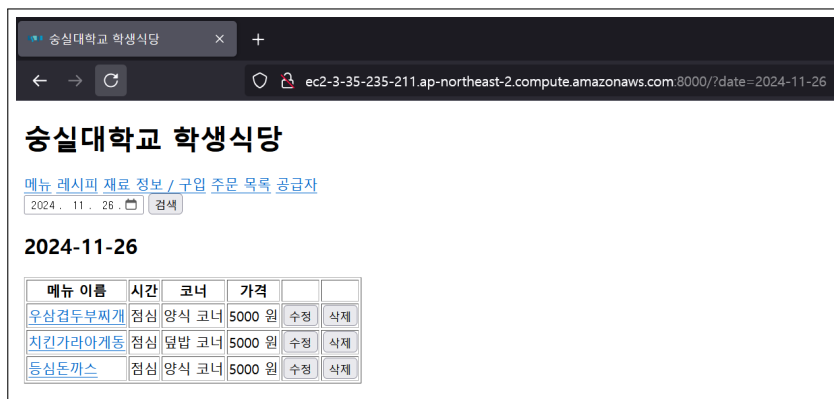 숭실대학교 학생식당
ec2-3-35-235-211.ap-northeast-2.compute.amazonaws.com:8000/?date=2024-11-26
숭실대학교 학생식당
메뉴 레시피 재료 정보 / 구입 주문 목록 공급자
2024. 11. 26. 검색
2024-11-26
메뉴 이름 시간 코너 가격
우삼겹두부찌개 점심 양식 코너 5000 원 수정 삭제
치킨가라아게동 점심 덮밥 코너 5000 원 수정 삭제
등심돈까스 점심 양식 코너 5000 원 수정 삭제